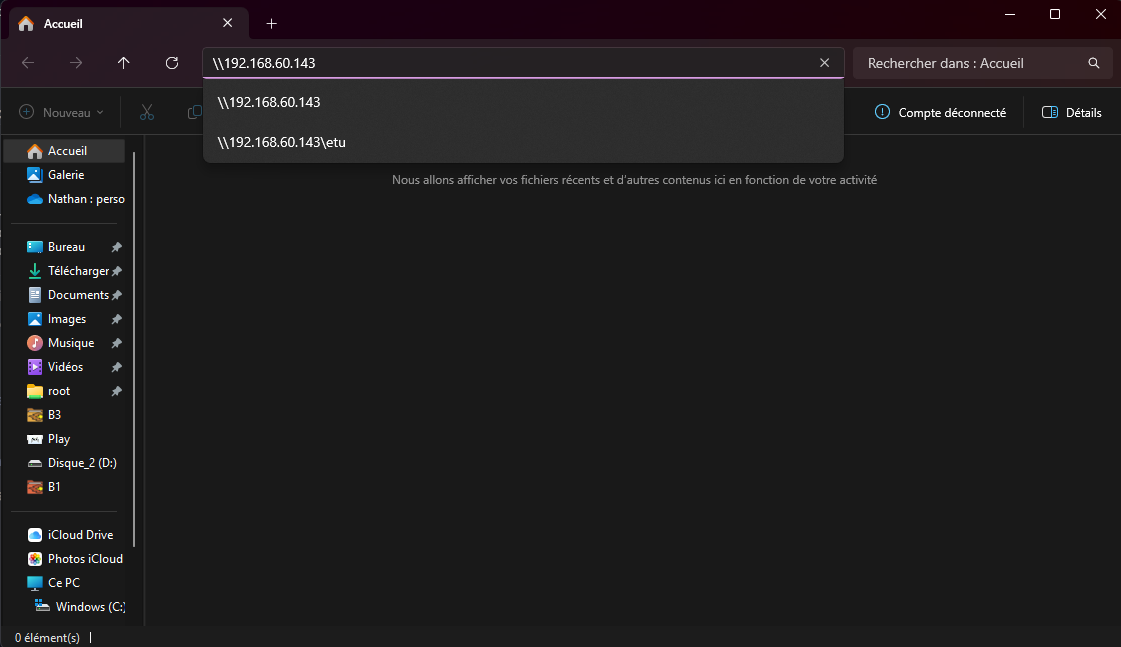 Accueil
\\192.168.60.143
Rechercher dans : Accueil
Nouveau
\\192.168.60.143
\\192.168.60.143\etu
Compte déconnecté
Détails
Nous allons afficher vos fichiers récents et d'autres contenus ici en fonction de votre activité
Accueil
Galerie
Nathan : perso
Bureau
Télécharger
Documents
Images
Musique
Vidéos
root
B3
Play
Disque_2 (D:)
B1
iCloud Drive
Photos iCloud
Ce PC
Windows (C:)
0 élément(s)